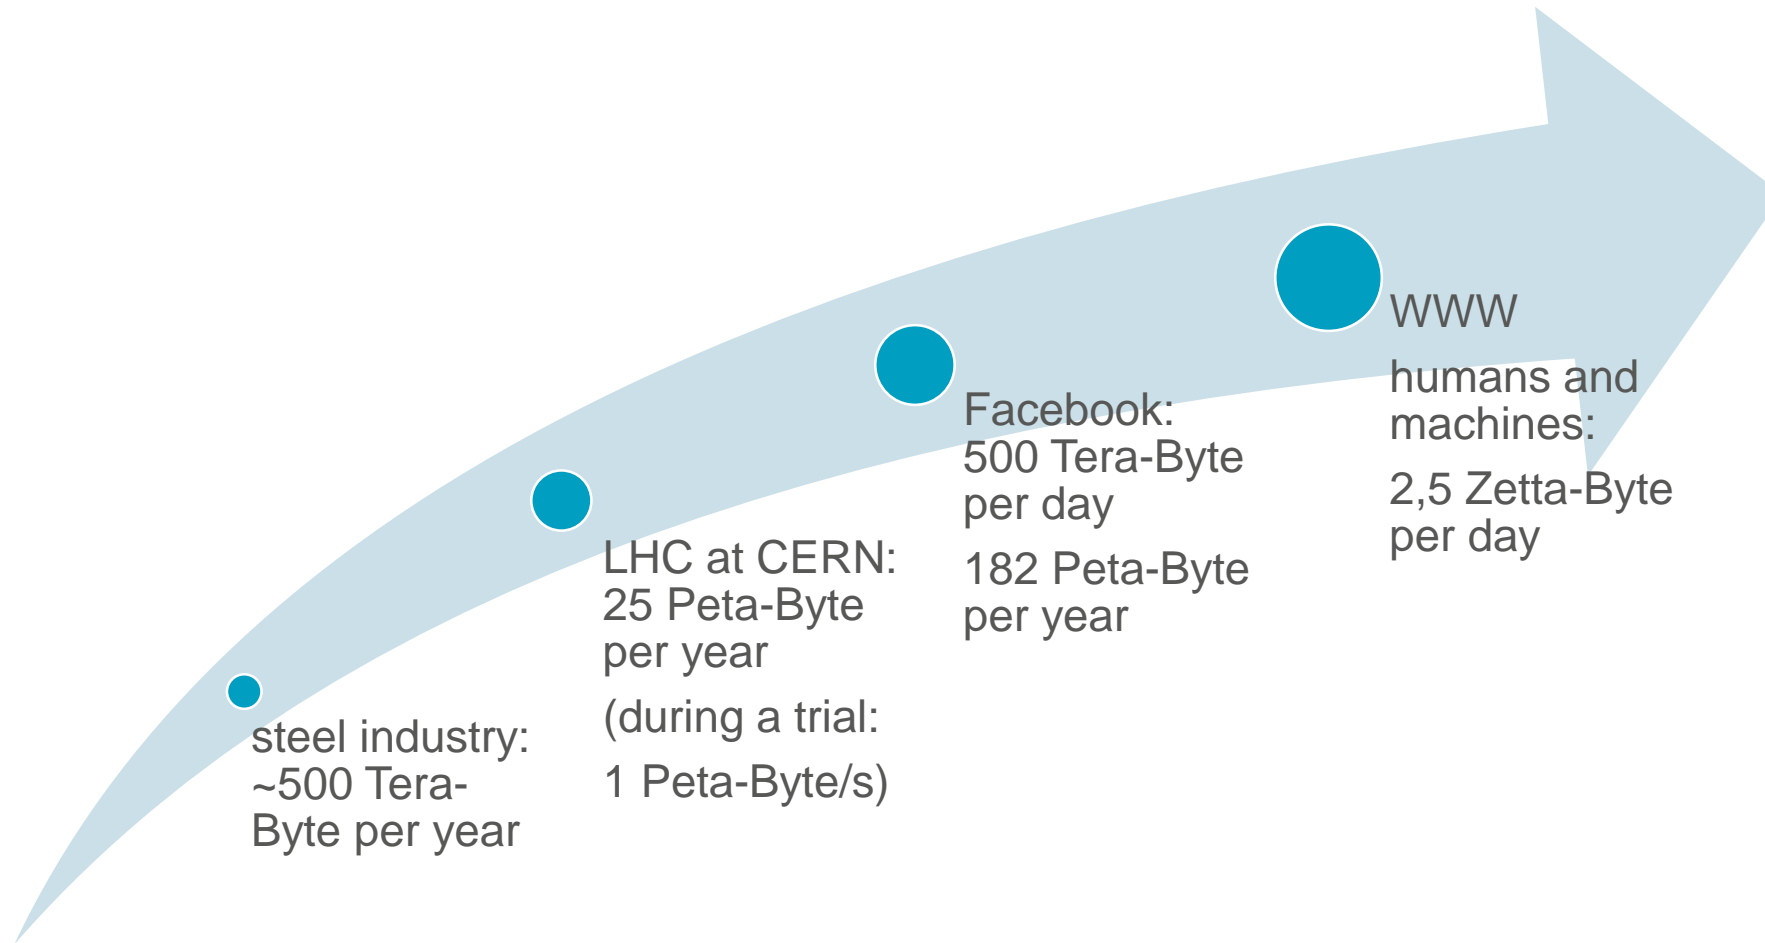 steel industry:
~500 Tera-
Byte per year
LHC at CERN:
25 Peta-Byte
per year
(during a trial:
1 Peta-Byte/s)
Facebook:
500 Tera-Byte
per day
182 Peta-Byte
per year
WWW
humans and
machines:
2,5 Zetta-Byte
per day